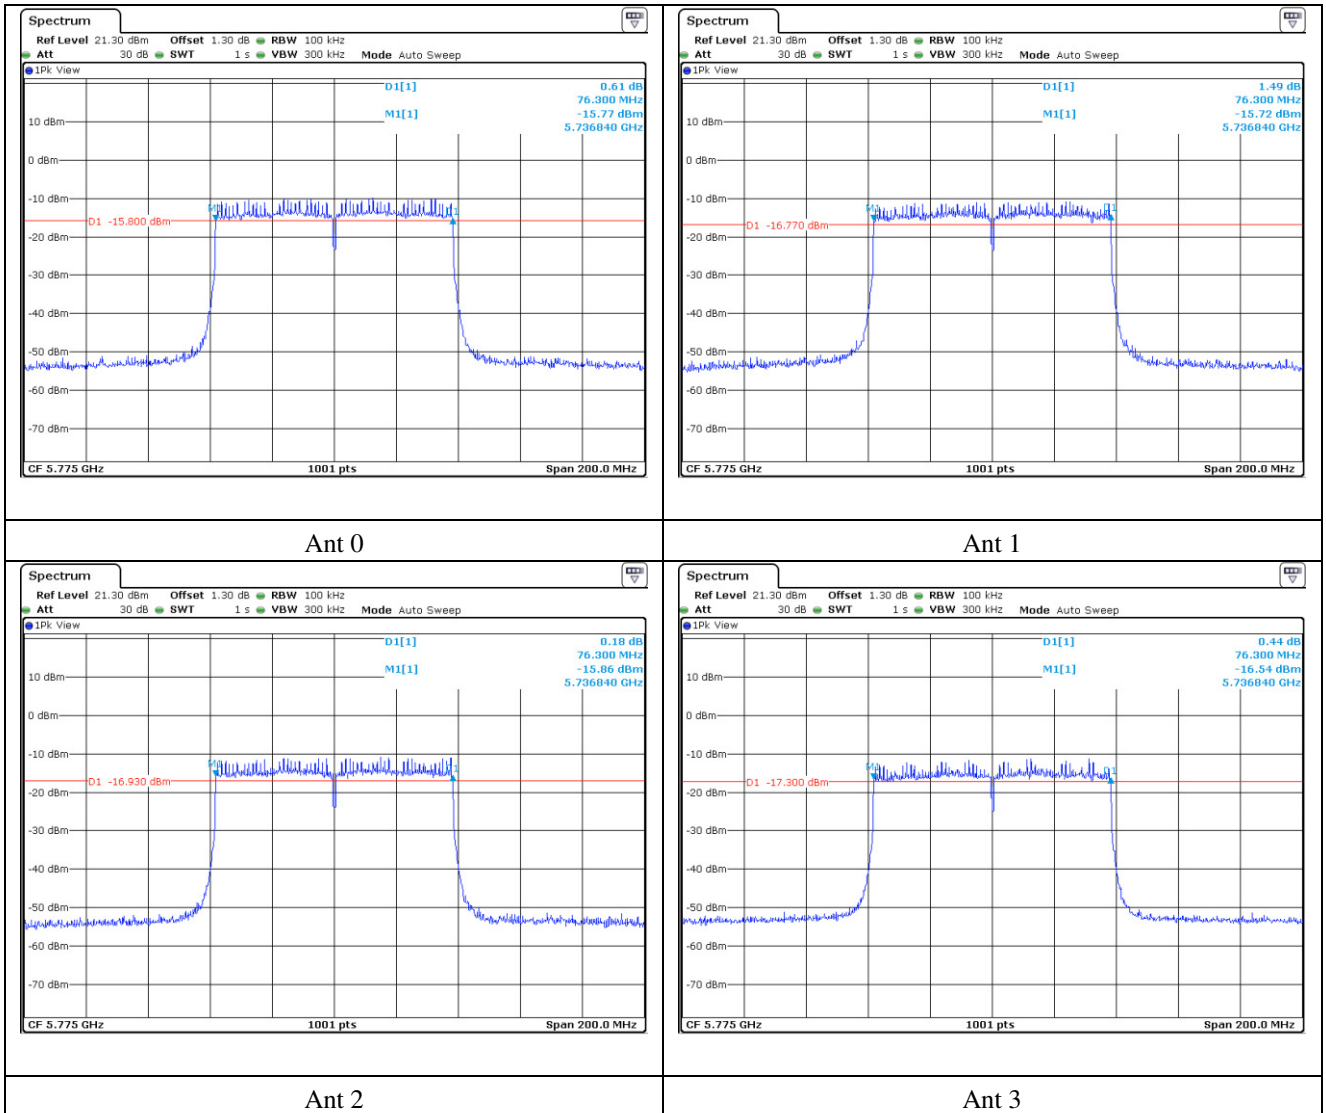 Spectrum
Ref Level 21.30 dBm Offset 1.30 dB RBW 100 kHz
Att 30 dB SWT 1 s VBW 300 kHz Mode Auto Sweep
1Pk View
D1[1] 0.61 dB
76.300 MHz
M1[1] -15.77 dBm
5.736840 GHz
10 dBm
0 dBm
-10 dBm
M1
D1 -15.800 dBm
-20 dBm
-30 dBm
-40 dBm
-50 dBm
-60 dBm
-70 dBm
CF 5.775 GHz 1001 pts Span 200.0 MHz
Ant 0
Spectrum
Ref Level 21.30 dBm Offset 1.30 dB RBW 100 kHz
Att 30 dB SWT 1 s VBW 300 kHz Mode Auto Sweep
1Pk View
D1[1] 1.49 dB
76.300 MHz
M1[1] -15.72 dBm
5.736840 GHz
10 dBm
0 dBm
-10 dBm
M1 D1
D1 -16.770 dBm
-20 dBm
-30 dBm
-40 dBm
-50 dBm
-60 dBm
-70 dBm
CF 5.775 GHz 1001 pts Span 200.0 MHz
Ant 1
Spectrum
Ref Level 21.30 dBm Offset 1.30 dB RBW 100 kHz
Att 30 dB SWT 1 s VBW 300 kHz Mode Auto Sweep
1Pk View
D1[1] 0.18 dB
76.300 MHz
M1[1] -15.86 dBm
5.736840 GHz
10 dBm
0 dBm
-10 dBm
M1
D1 -16.930 dBm
-20 dBm
-30 dBm
-40 dBm
-50 dBm
-60 dBm
-70 dBm
CF 5.775 GHz 1001 pts Span 200.0 MHz
Ant 2
Spectrum
Ref Level 21.30 dBm Offset 1.30 dB RBW 100 kHz
Att 30 dB SWT 1 s VBW 300 kHz Mode Auto Sweep
1Pk View
D1[1] 0.44 dB
76.300 MHz
M1[1] -16.54 dBm
5.736840 GHz
10 dBm
0 dBm
-10 dBm
M1 D1
D1 -17.300 dBm
-20 dBm
-30 dBm
-40 dBm
-50 dBm
-60 dBm
-70 dBm
CF 5.775 GHz 1001 pts Span 200.0 MHz
Ant 3